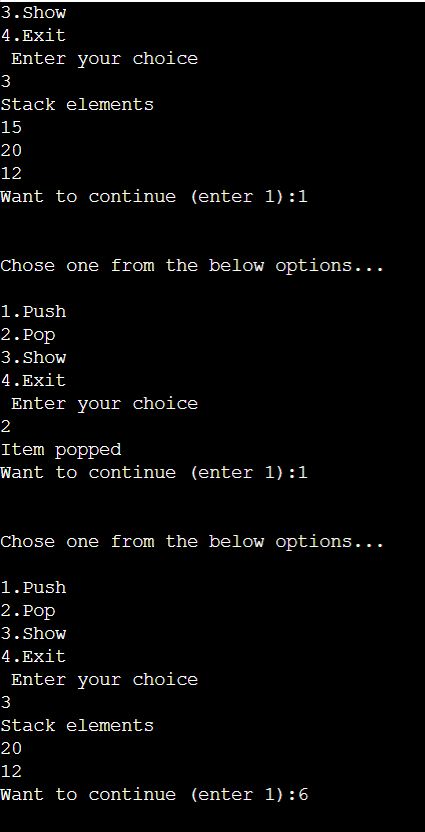 3.Show
4.Exit
 Enter your choice
3
Stack elements
15
20
12
Want to continue (enter 1):1
Chose one from the below options...
1.Push
2.Pop
3.Show
4.Exit
 Enter your choice
2
Item popped
Want to continue (enter 1):1
Chose one from the below options...
1.Push
2.Pop
3.Show
4.Exit
 Enter your choice
3
Stack elements
20
12
Want to continue (enter 1):6